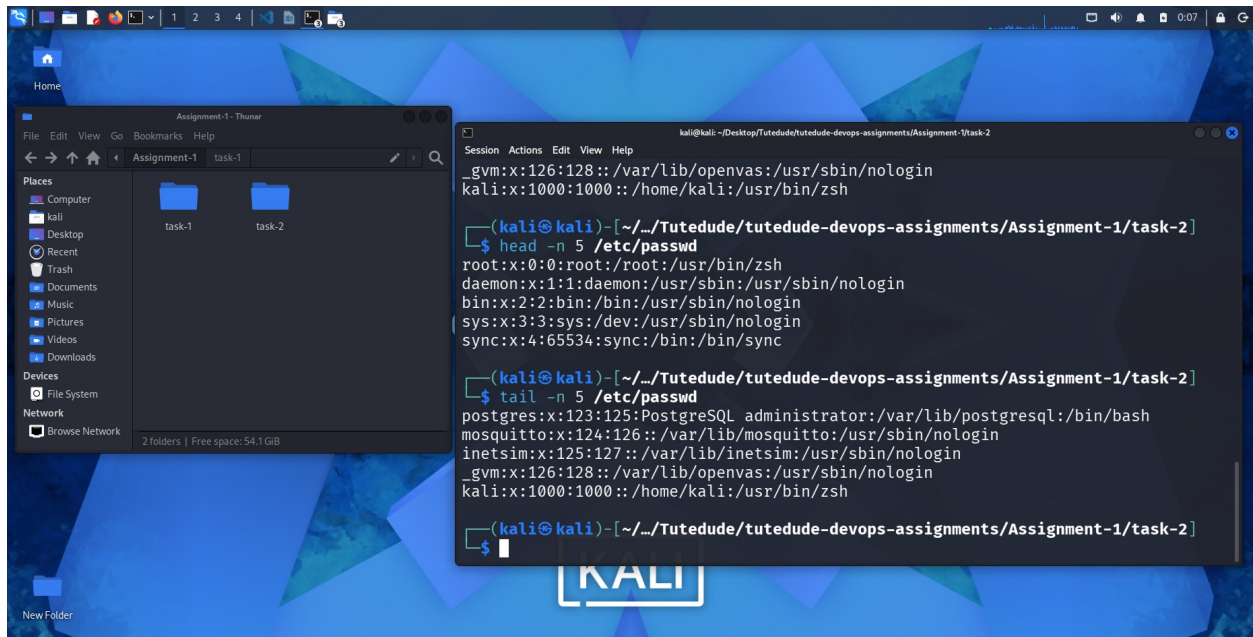 1 2 3 4
3
3
0:07
Home
Assignment-1 - Thunar
File Edit View Go Bookmarks Help
Assignment-1 task-1
Places
Computer
kali
Desktop
Recent
Trash
Documents
Music
Pictures
Videos
Downloads
Devices
File System
Network
Browse Network
task-1 task-2
2 folders | Free space: 54.1 GiB
kali@kali: ~/Desktop/Tutedude/tutedude-devops-assignments/Assignment-1/task-2
Session Actions Edit View Help
_gvm:x:126:128::/var/lib/openvas:/usr/sbin/nologin
kali:x:1000:1000::/home/kali:/usr/bin/zsh
┌──(kali㉿kali)-[~/…/Tutedude/tutedude-devops-assignments/Assignment-1/task-2]
└─$ head -n 5 /etc/passwd
root:x:0:0:root:/root:/usr/bin/zsh
daemon:x:1:1:daemon:/usr/sbin:/usr/sbin/nologin
bin:x:2:2:bin:/bin:/usr/sbin/nologin
sys:x:3:3:sys:/dev:/usr/sbin/nologin
sync:x:4:65534:sync:/bin:/bin/sync
┌──(kali㉿kali)-[~/…/Tutedude/tutedude-devops-assignments/Assignment-1/task-2]
└─$ tail -n 5 /etc/passwd
postgres:x:123:125:PostgreSQL administrator:/var/lib/postgresql:/bin/bash
mosquitto:x:124:126::/var/lib/mosquitto:/usr/sbin/nologin
inetsim:x:125:127::/var/lib/inetsim:/usr/sbin/nologin
_gvm:x:126:128::/var/lib/openvas:/usr/sbin/nologin
kali:x:1000:1000::/home/kali:/usr/bin/zsh
┌──(kali㉿kali)-[~/…/Tutedude/tutedude-devops-assignments/Assignment-1/task-2]
└─$
KALI
New Folder